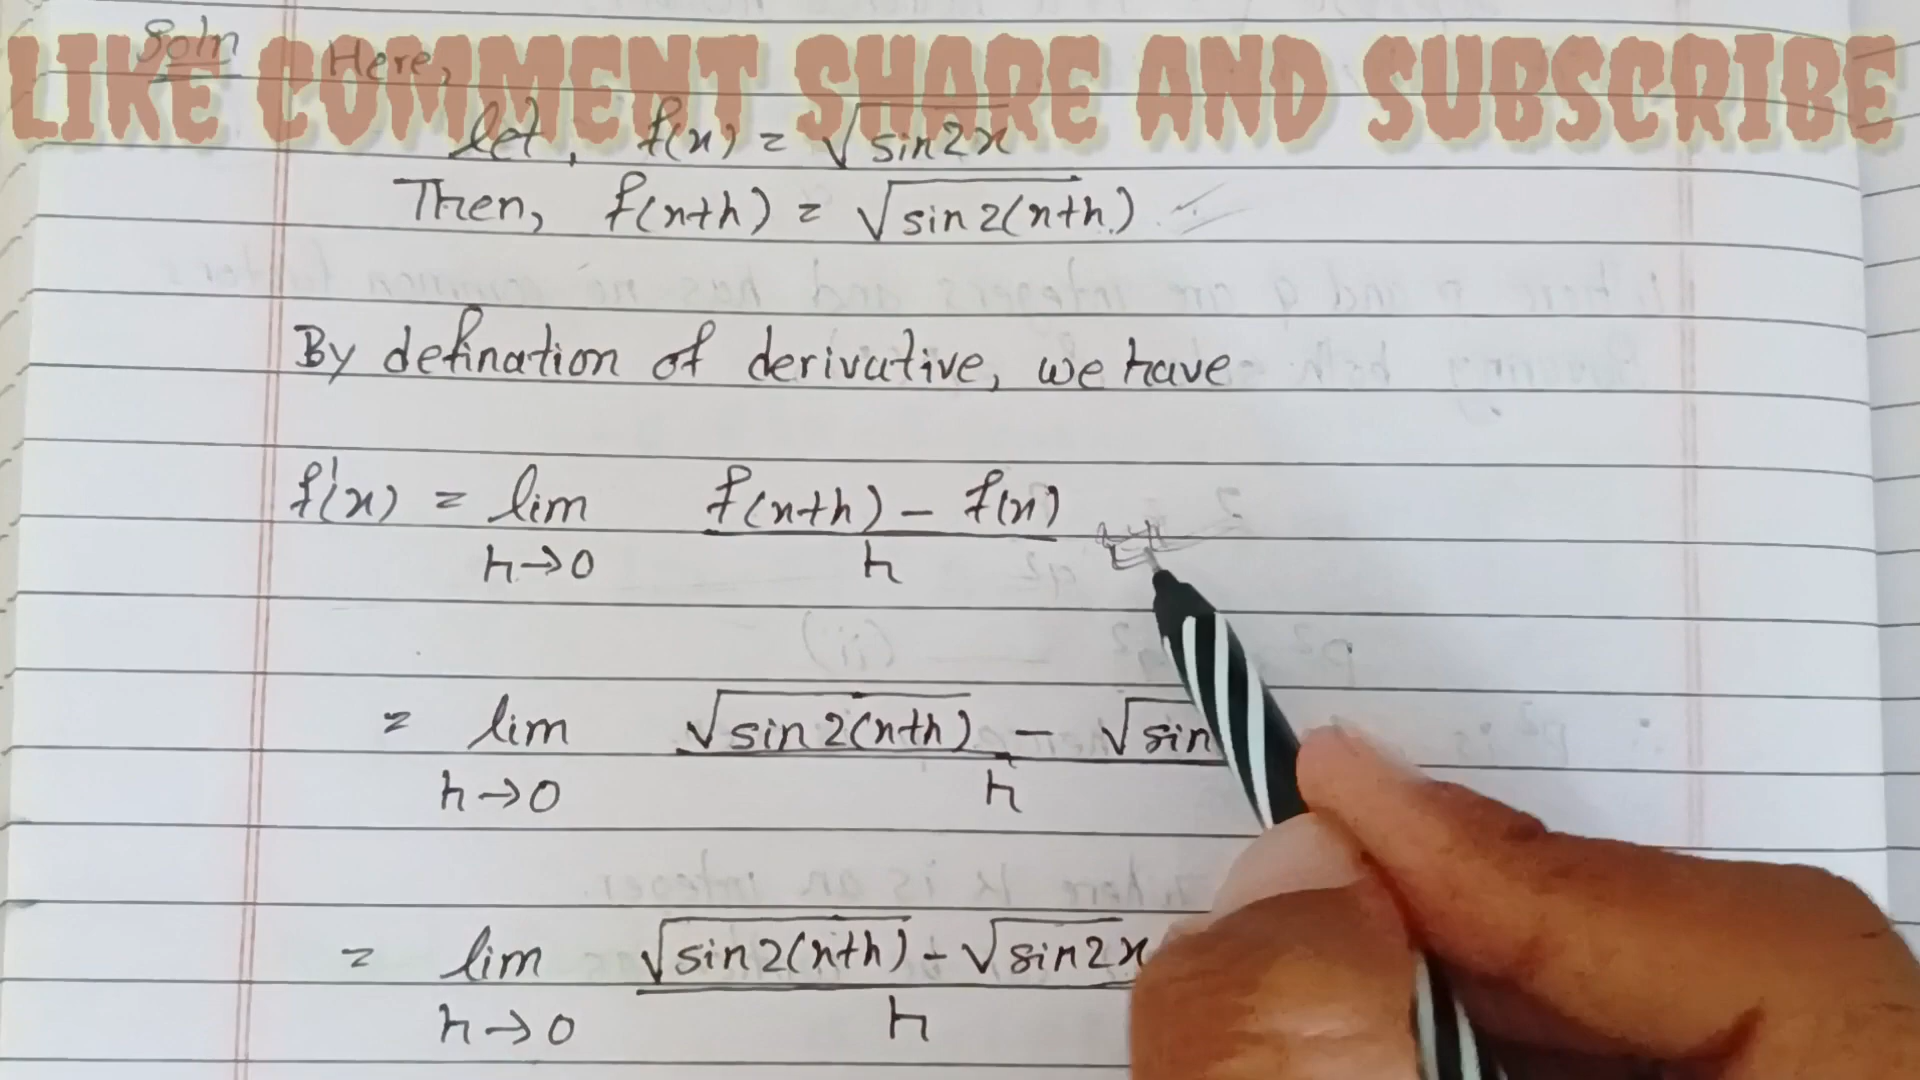 LIKE COMMENT SHARE AND SUBSCRIBE
Soln Here,
let, f(x) = √sin2x
Then, f(x+h) = √sin2(x+h)
By defination of derivative, we have
f'(x) = lim f(x+h) - f(x)
h→0 h
= lim √sin2(x+h) - √sin
h→0 h
= lim √sin2(x+h) - √sin2x
h→0 h